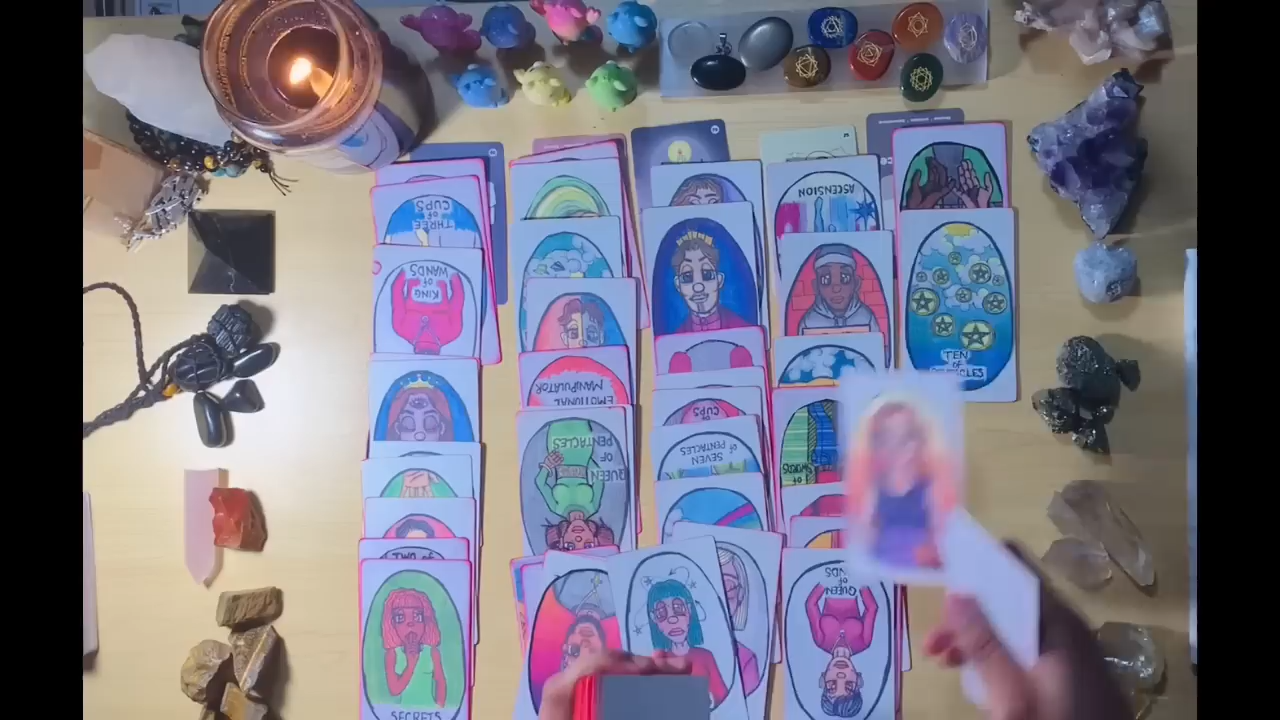 THREE
of
CUPS
KING
of
WANDS
SECRETS
EMOTIONAL
MANIPULATOR
QUEEN
OF
PENTACLES
CUPS
SEVEN
of PENTACLES
ASCENSION
of SWORDS
QUEEN
of
TEN
OF